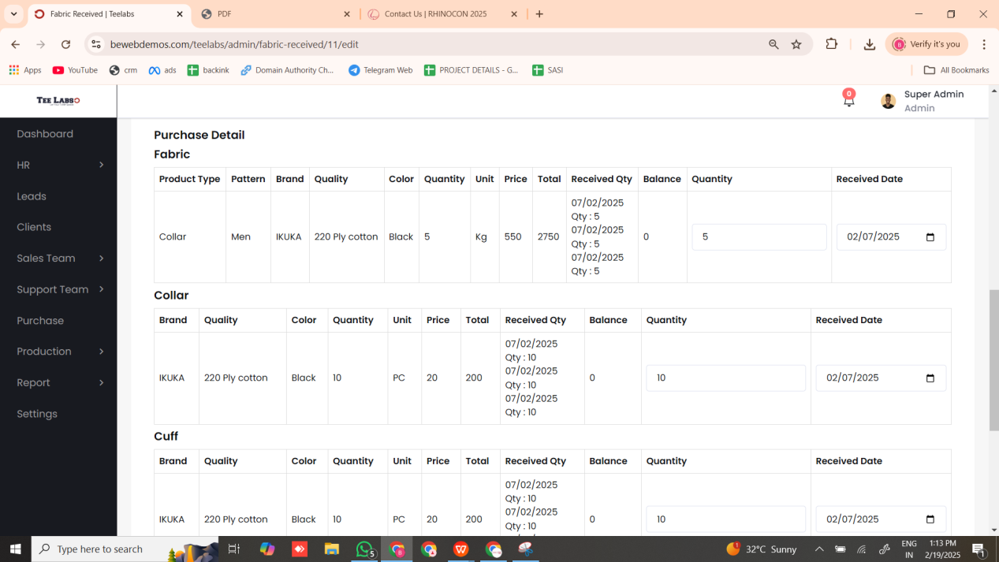 Fabric Received | Teelabs
PDF
Contact Us | RHINOCON 2025
bewebdemos.com/teelabs/admin/fabric-received/11/edit
Verify it's you
Apps
YouTube
crm
ads
backink
Domain Authority Ch...
Telegram Web
PROJECT DETAILS - G...
SASI
All Bookmarks
TEE LABS
0
Super Admin
Admin
Dashboard
HR
Leads
Clients
Sales Team
Support Team
Purchase
Production
Report
Settings
Purchase Detail
Fabric
Product Type Pattern Brand Quality Color Quantity Unit Price Total Received Qty Balance Quantity Received Date
Collar Men IKUKA 220 Ply cotton Black 5 Kg 550 2750
07/02/2025
Qty : 5
07/02/2025
Qty : 5
07/02/2025
Qty : 5
0 5 02/07/2025
Collar
Brand Quality Color Quantity Unit Price Total Received Qty Balance Quantity Received Date
IKUKA 220 Ply cotton Black 10 PC 20 200
07/02/2025
Qty : 10
07/02/2025
Qty : 10
07/02/2025
Qty : 10
0 10 02/07/2025
Cuff
Brand Quality Color Quantity Unit Price Total Received Qty Balance Quantity Received Date
IKUKA 220 Ply cotton Black 10 PC 20 200
07/02/2025
Qty : 10
07/02/2025
Qty : 10
0 10 02/07/2025
Type here to search
5
32°C Sunny
ENG
IN
1:13 PM
2/19/2025
1